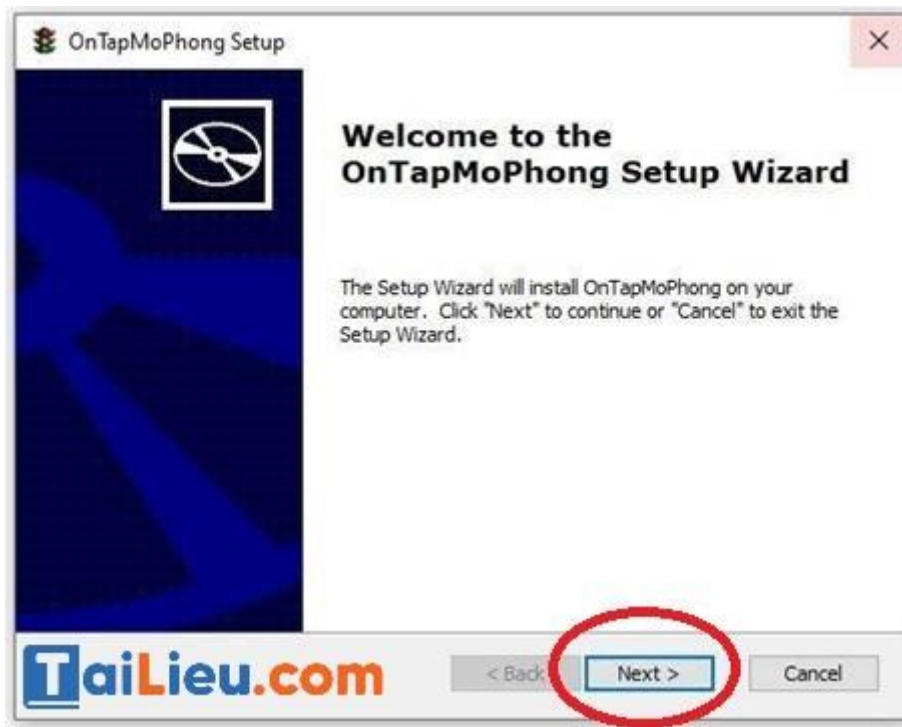 OnTapMoPhong Setup
Welcome to the
OnTapMoPhong Setup Wizard
The Setup Wizard will install OnTapMoPhong on your
computer. Click "Next" to continue or "Cancel" to exit the
Setup Wizard.
TaiLieu.com
< Back
Next >
Cancel